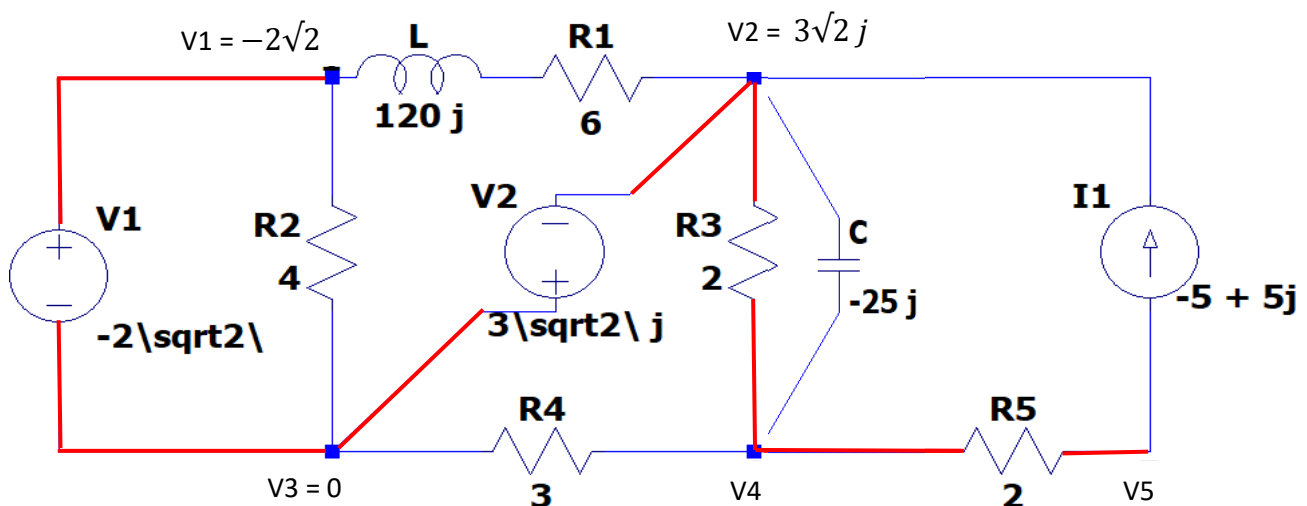 V1 = −2√2
L
R1
V2 = 3√2 j
120 j
6
V1
R2
V2
R3
C
I1
4
2
-25 j
-5 + 5j
-2\sqrt2\
3\sqrt2\ j
R4
R5
V3 = 0
3
V4
2
V5